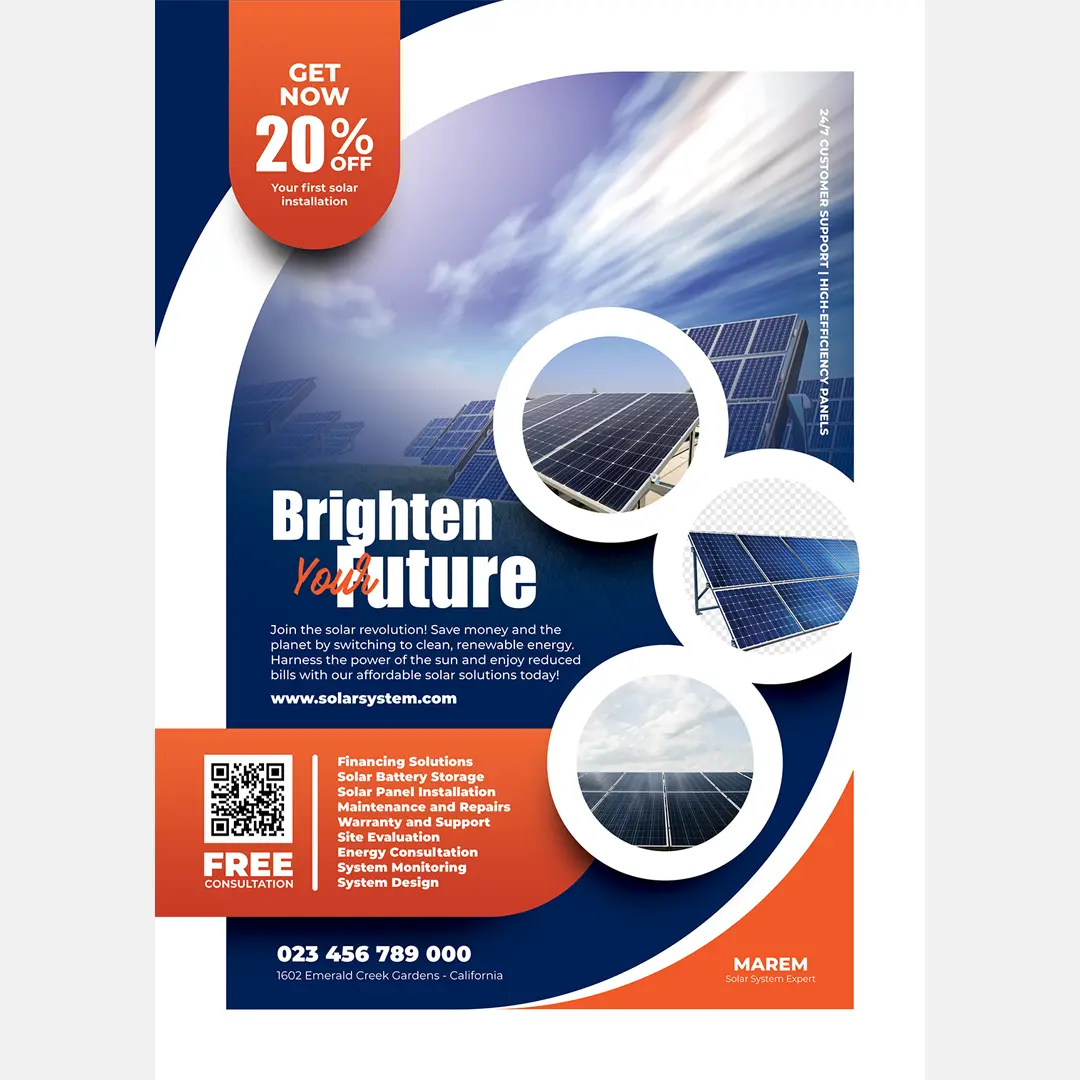 GET
NOW
20% OFF
Your first solar
installation
24/7 CUSTOMER SUPPORT | HIGH-EFFICIENCY PANELS
Brighten
Your Future
Join the solar revolution! Save money and the
planet by switching to clean, renewable energy.
Harness the power of the sun and enjoy reduced
bills with our affordable solar solutions today!
www.solarsystem.com
FREE
CONSULTATION
Financing Solutions
Solar Battery Storage
Solar Panel Installation
Maintenance and Repairs
Warranty and Support
Site Evaluation
Energy Consultation
System Monitoring
System Design
023 456 789 000
1602 Emerald Creek Gardens - California
MAREM
Solar System Expert